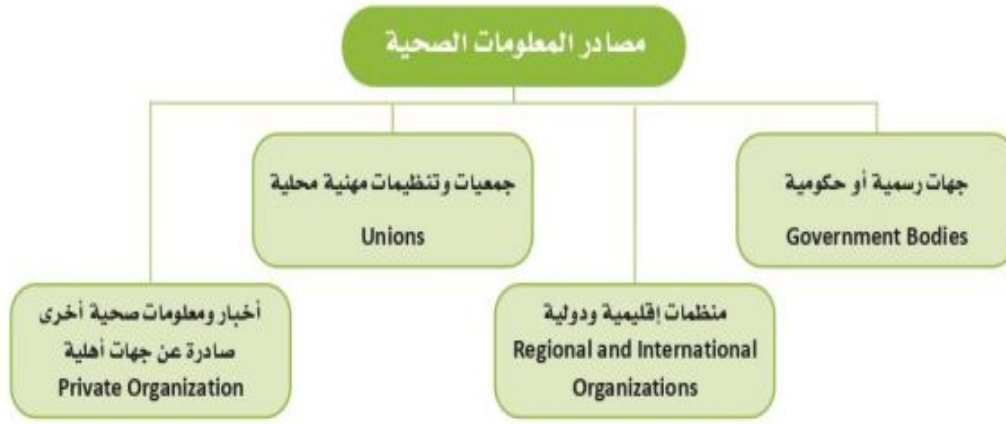 مصادر المعلومات الصحية
جهات رسمية أو حكومية
Government Bodies
جمعيات وتنظيمات مهنية محلية
Unions
منظمات إقليمية ودولية
Regional and International
Organizations
أخبار ومعلومات صحية أخرى
صادرة عن جهات أهلية
Private Organization